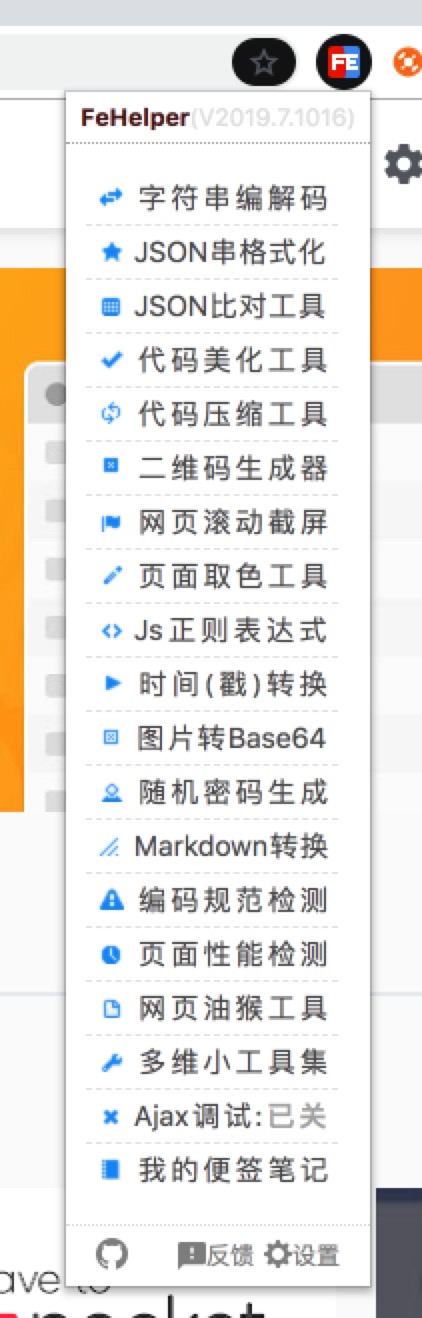 FE
FeHelper(V2019.7.1016)
字符串编解码
JSON串格式化
JSON比对工具
代码美化工具
代码压缩工具
二维码生成器
网页滚动截屏
页面取色工具
Js正则表达式
时间(戳)转换
图片转Base64
随机密码生成
Markdown转换
编码规范检测
页面性能检测
网页油猴工具
多维小工具集
Ajax调试:已关
我的便签笔记
反馈 设置
ave to
pocket